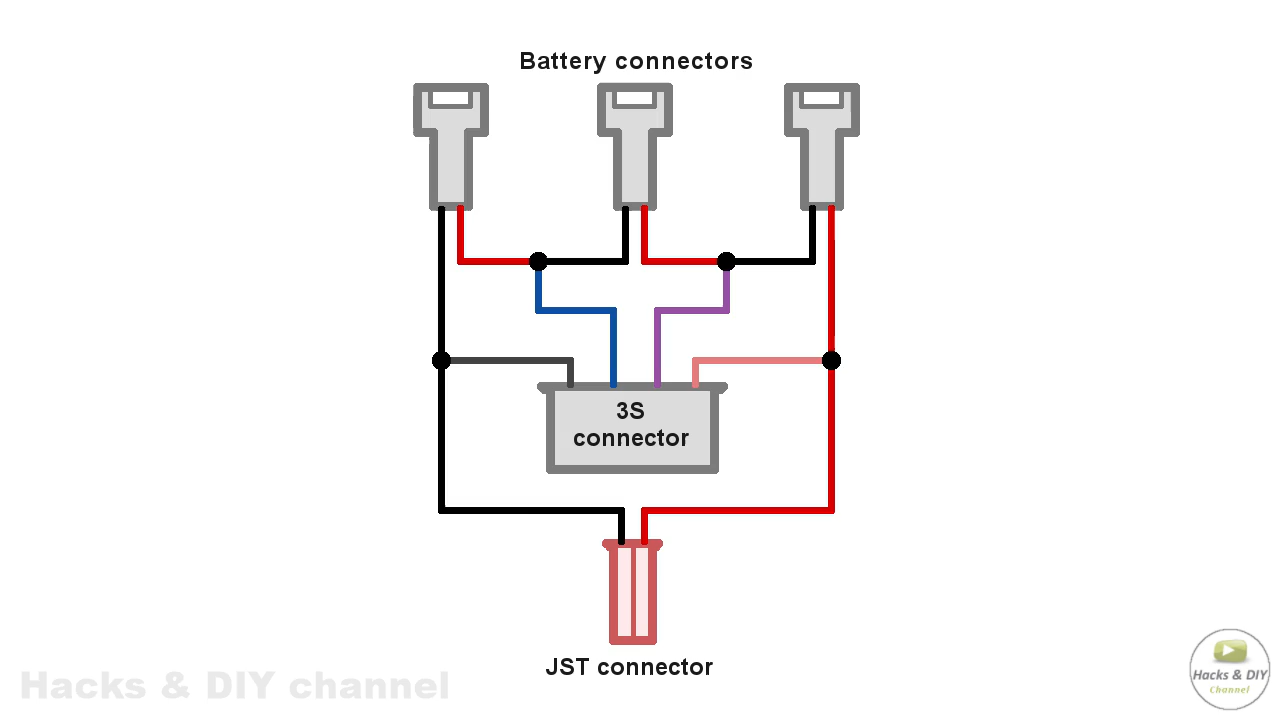 Battery connectors
3S
connector
JST connector
Hacks & DIY channel
Hacks & DIY
Channel